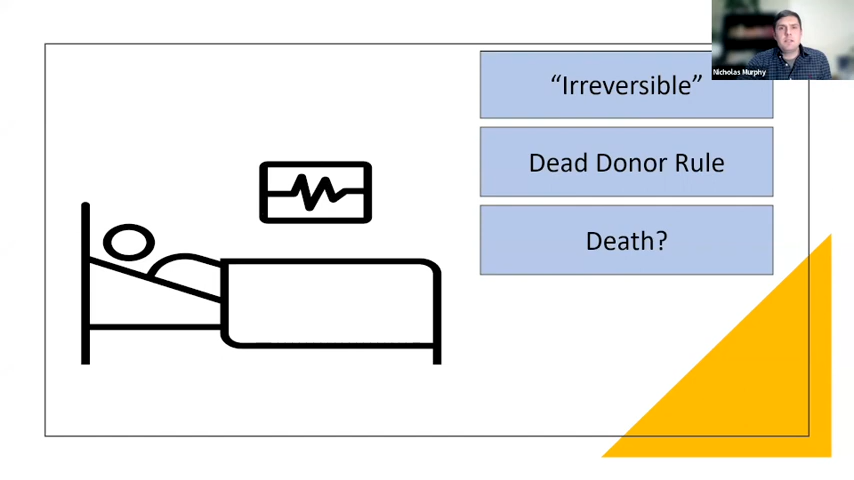 Nicholas Murphy
“Irreversible”
Dead Donor Rule
Death?